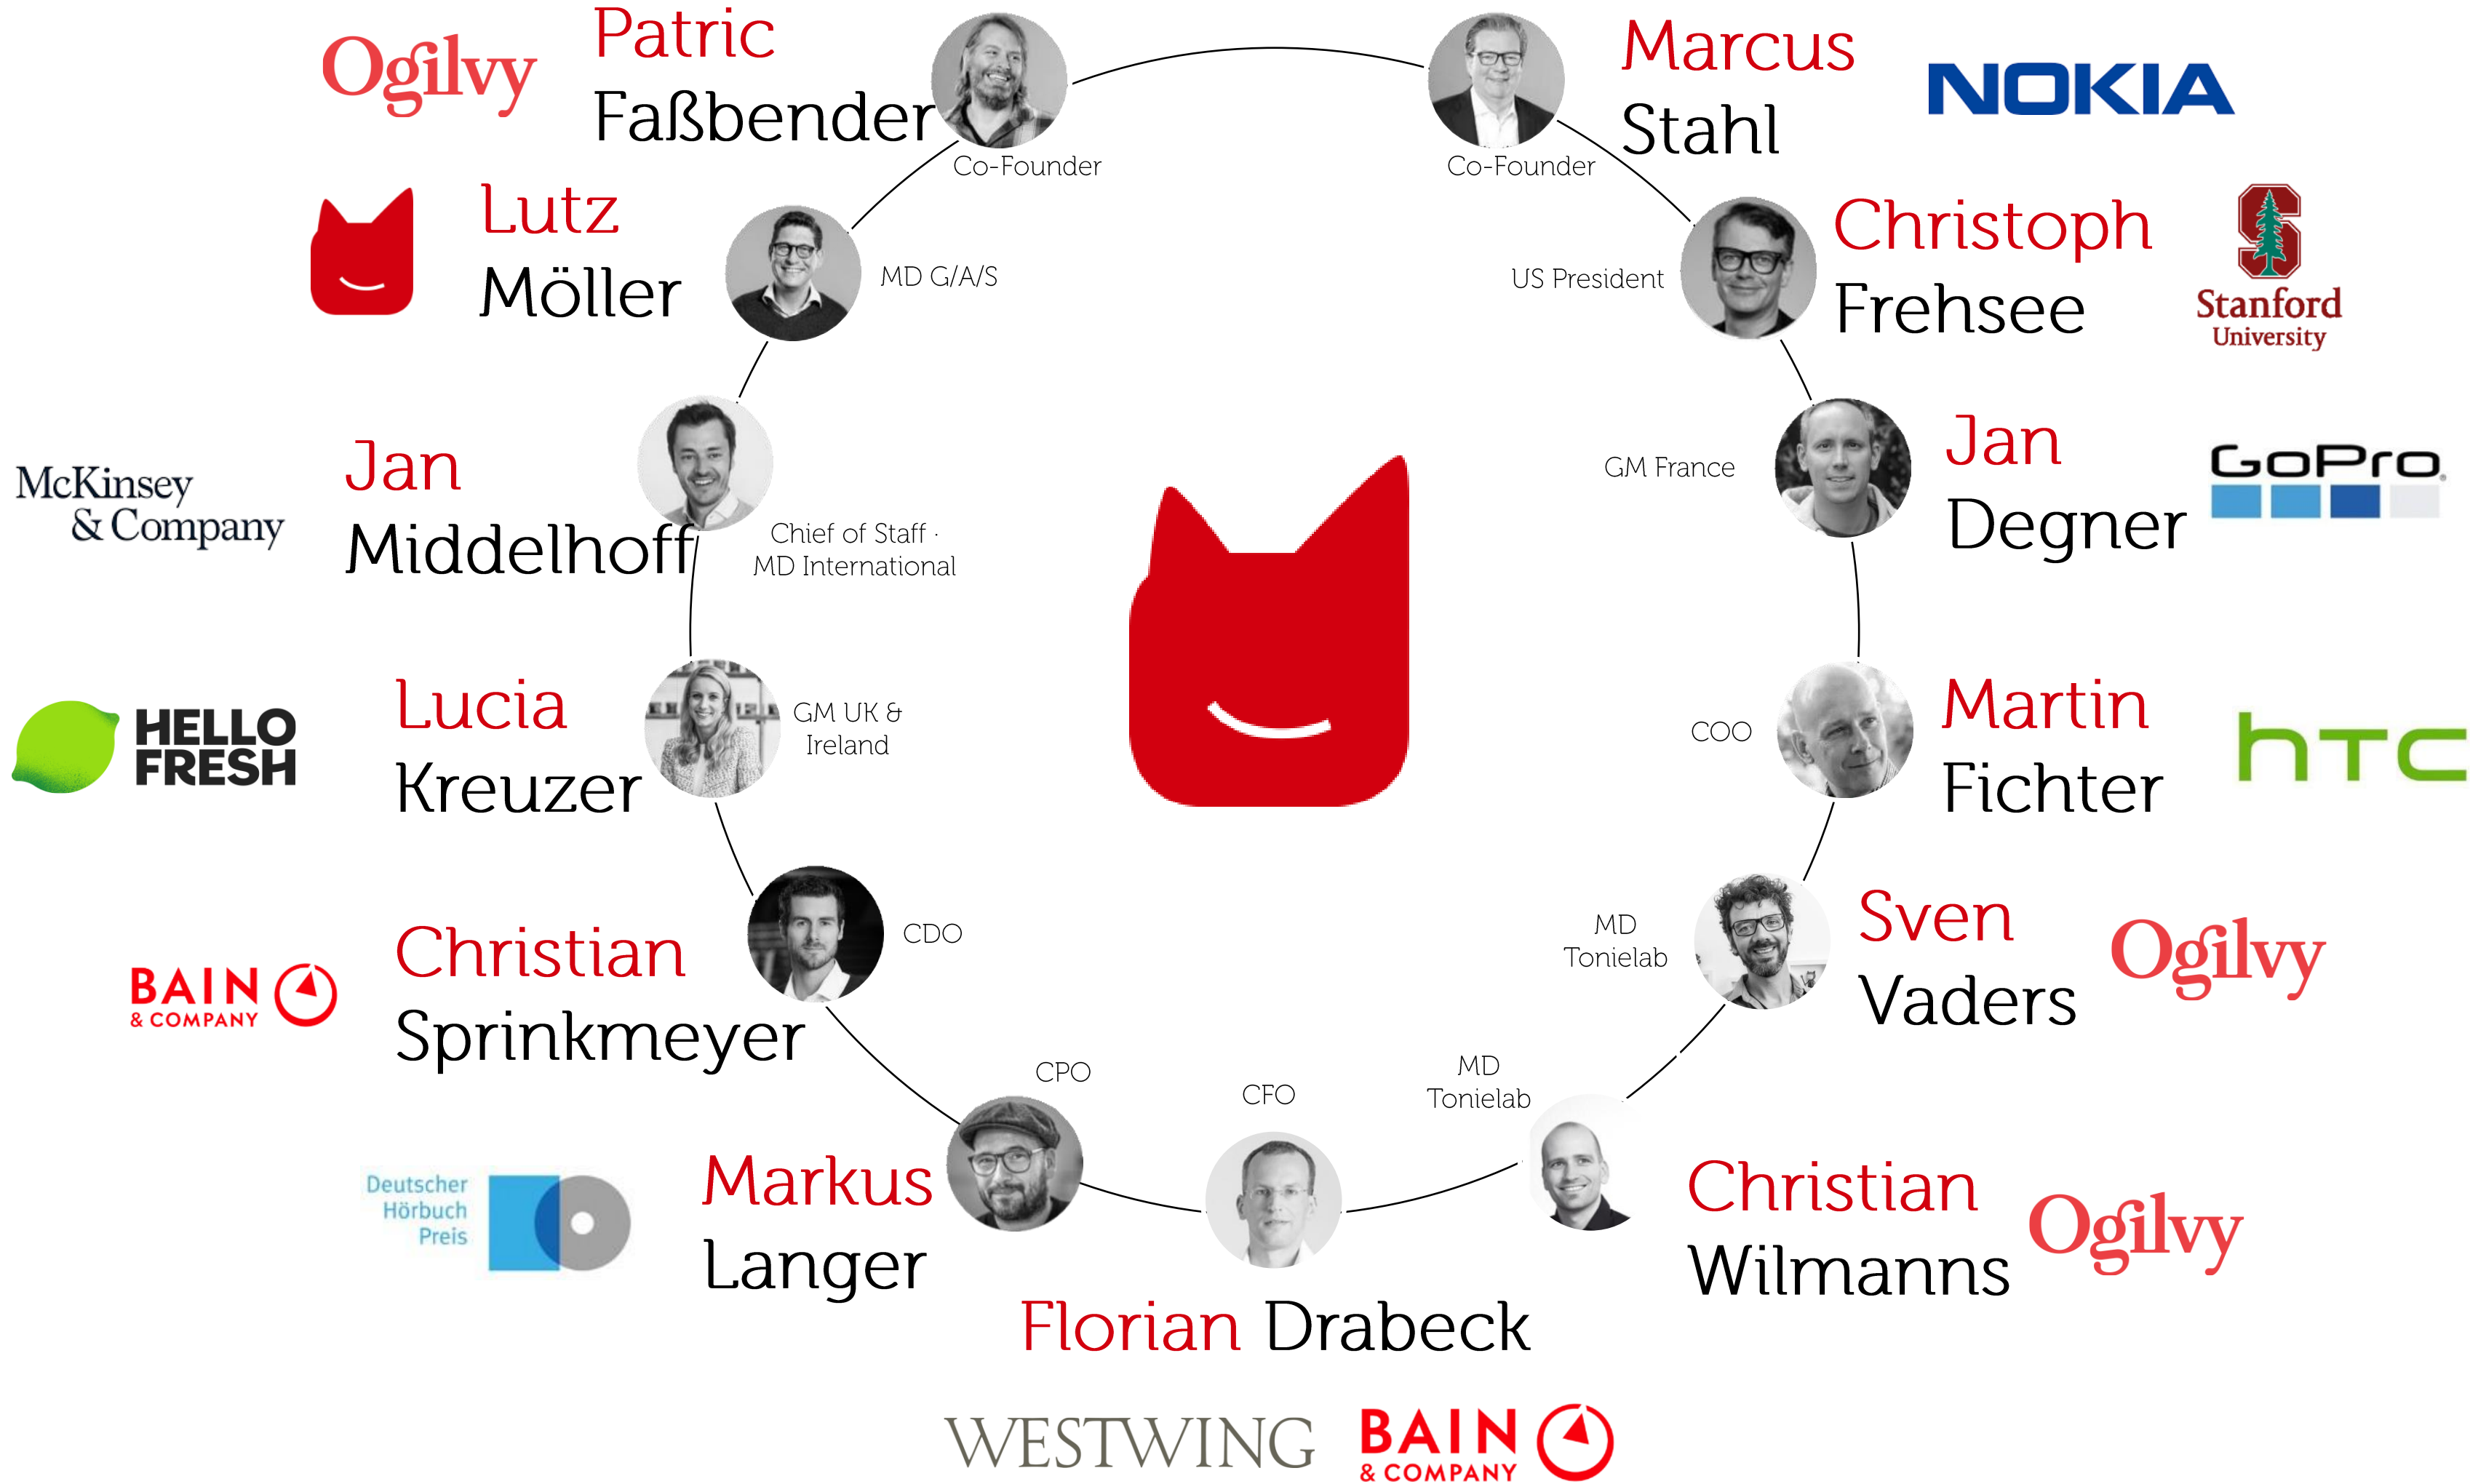 Ogilvy
Patric
Faßbender
Co-Founder
Marcus
Stahl
Co-Founder
NOKIA
Lutz
Möller
MD G/A/S
US President
Christoph
Frehsee
Stanford
University
McKinsey
& Company
Jan
Middelhoff
Chief of Staff ·
MD International
GM France
Jan
Degner
GoPro
HELLO
FRESH
Lucia
Kreuzer
GM UK &
Ireland
COO
Martin
Fichter
hTC
BAIN
& COMPANY
Christian
Sprinkmeyer
CDO
MD
Tonielab
Sven
Vaders
Ogilvy
Deutscher
Hörbuch
Preis
Markus
Langer
CPO
CFO
Florian Drabeck
MD
Tonielab
Christian
Wilmanns
Ogilvy
WESTWING
BAIN
& COMPANY